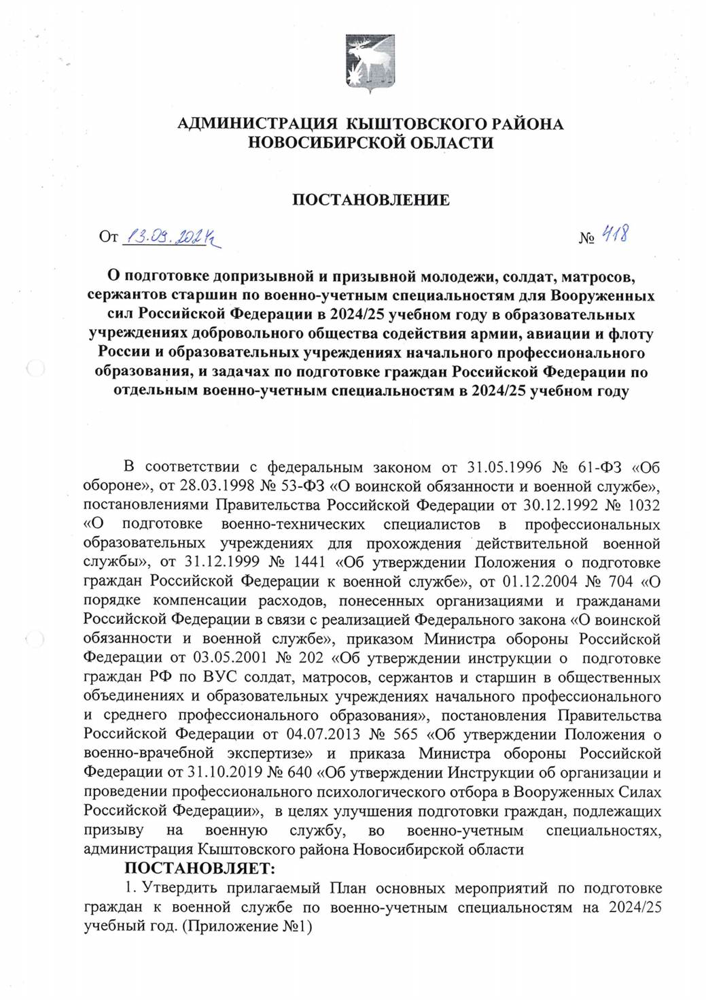 АДМИНИСТРАЦИЯ КЫШТОВСКОГО РАЙОНА
НОВОСИБИРСКОЙ ОБЛАСТИ
ПОСТАНОВЛЕНИЕ
От 13.09.2024г № 418
О подготовке допризывной и призывной молодежи, солдат, матросов,
сержантов старшин по военно-учетным специальностям для Вооруженных
сил Российской Федерации в 2024/25 учебном году в образовательных
учреждениях добровольного общества содействия армии, авиации и флоту
России и образовательных учреждениях начального профессионального
образования, и задачах по подготовке граждан Российской Федерации по
отдельным военно-учетным специальностям в 2024/25 учебном году
В соответствии с федеральным законом от 31.05.1996 № 61-ФЗ «Об
обороне», от 28.03.1998 № 53-ФЗ «О воинской обязанности и военной службе»,
постановлениями Правительства Российской Федерации от 30.12.1992 № 1032
«О подготовке военно-технических специалистов в профессиональных
образовательных учреждениях для прохождения действительной военной
службы», от 31.12.1999 № 1441 «Об утверждении Положения о подготовке
граждан Российской Федерации к военной службе», от 01.12.2004 № 704 «О
порядке компенсации расходов, понесенных организациями и гражданами
Российской Федерации в связи с реализацией Федерального закона «О воинской
обязанности и военной службе», приказом Министра обороны Российской
Федерации от 03.05.2001 № 202 «Об утверждении инструкции о подготовке
граждан РФ по ВУС солдат, матросов, сержантов и старшин в общественных
объединениях и образовательных учреждениях начального профессионального
и среднего профессионального образования», постановления Правительства
Российской Федерации от 04.07.2013 № 565 «Об утверждении Положения о
военно-врачебной экспертизе» и приказа Министра обороны Российской
Федерации от 31.10.2019 № 640 «Об утверждении Инструкции об организации и
проведении профессионального психологического отбора в Вооруженных Силах
Российской Федерации», в целях улучшения подготовки граждан, подлежащих
призыву на военную службу, во военно-учетным специальностях,
администрация Кыштовского района Новосибирской области
ПОСТАНОВЛЯЕТ:
1. Утвердить прилагаемый План основных мероприятий по подготовке
граждан к военной службе по военно-учетным специальностям на 2024/25
учебный год. (Приложение №1)